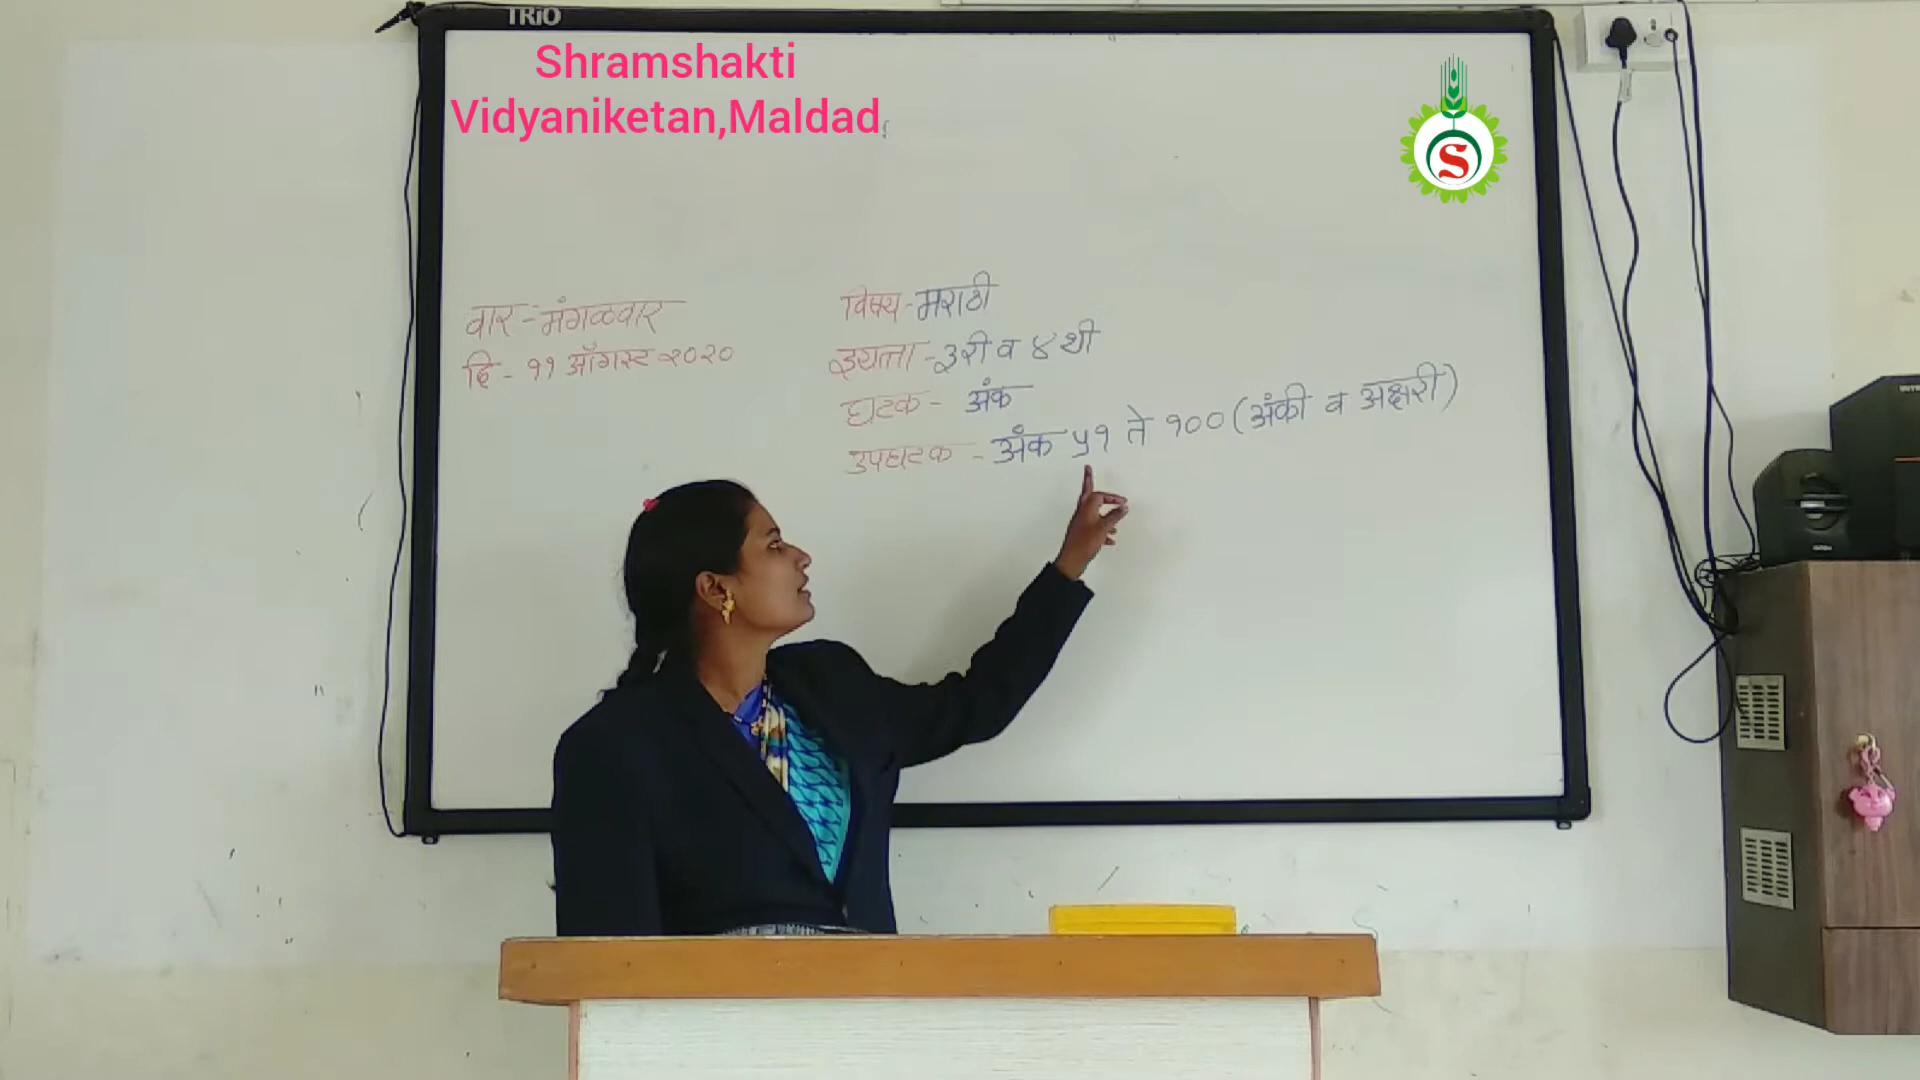 TRiO
Shramshakti
Vidyaniketan,Maldad
S
वार - मंगळवार
दि - ११ ऑगस्ट २०२०
विषय - मराठी
इयत्ता - ३री व ४थी
घटक - अंक
उपघटक - अंक ५१ ते १०० (अंकी व अक्षरी)